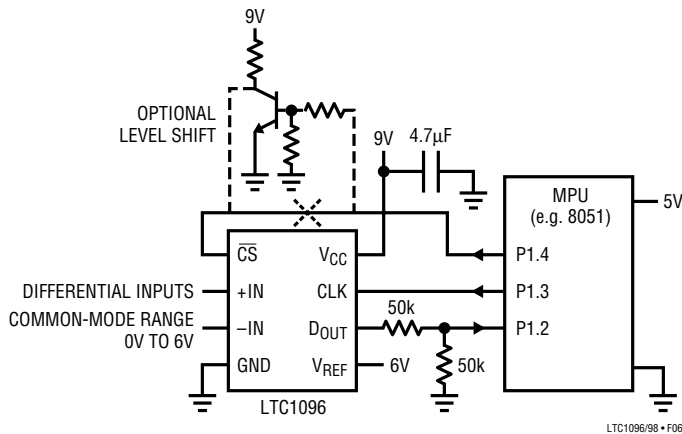 9V
OPTIONAL
LEVEL SHIFT
9V
4.7µF
MPU
(e.g. 8051)
5V
CS
VCC
P1.4
DIFFERENTIAL INPUTS
+IN
CLK
P1.3
COMMON-MODE RANGE
0V TO 6V
–IN
DOUT
50k
P1.2
GND
VREF
6V
50k
LTC1096
LTC1096/98 • F06